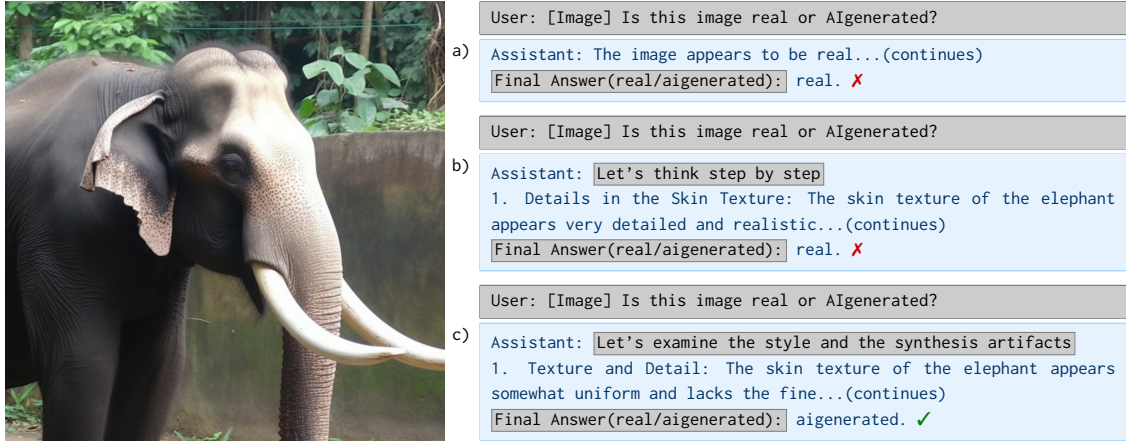 User: [Image] Is this image real or AIgenerated?
a)
Assistant: The image appears to be real...(continues)
Final Answer(real/aigenerated): real. ✗
User: [Image] Is this image real or AIgenerated?
b)
Assistant: Let's think step by step
1. Details in the Skin Texture: The skin texture of the elephant
appears very detailed and realistic...(continues)
Final Answer(real/aigenerated): real. ✗
User: [Image] Is this image real or AIgenerated?
c)
Assistant: Let's examine the style and the synthesis artifacts
1. Texture and Detail: The skin texture of the elephant appears
somewhat uniform and lacks the fine...(continues)
Final Answer(real/aigenerated): aigenerated. ✓